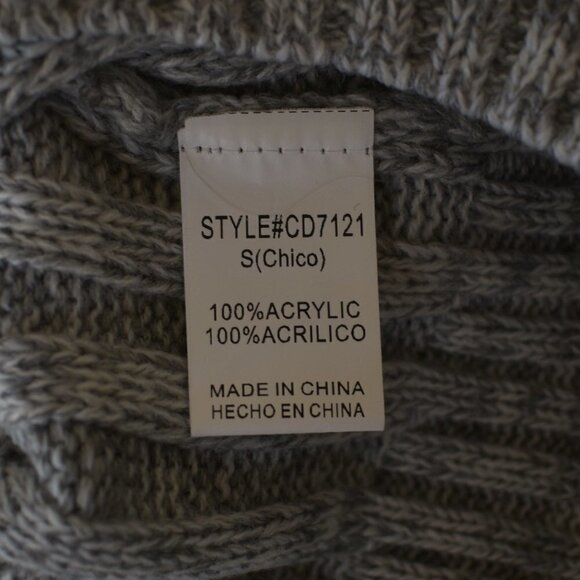 STYLE#CD7121
S(Chico)
100%ACRYLIC
100%ACRILICO
MADE IN CHINA
HECHO EN CHINA